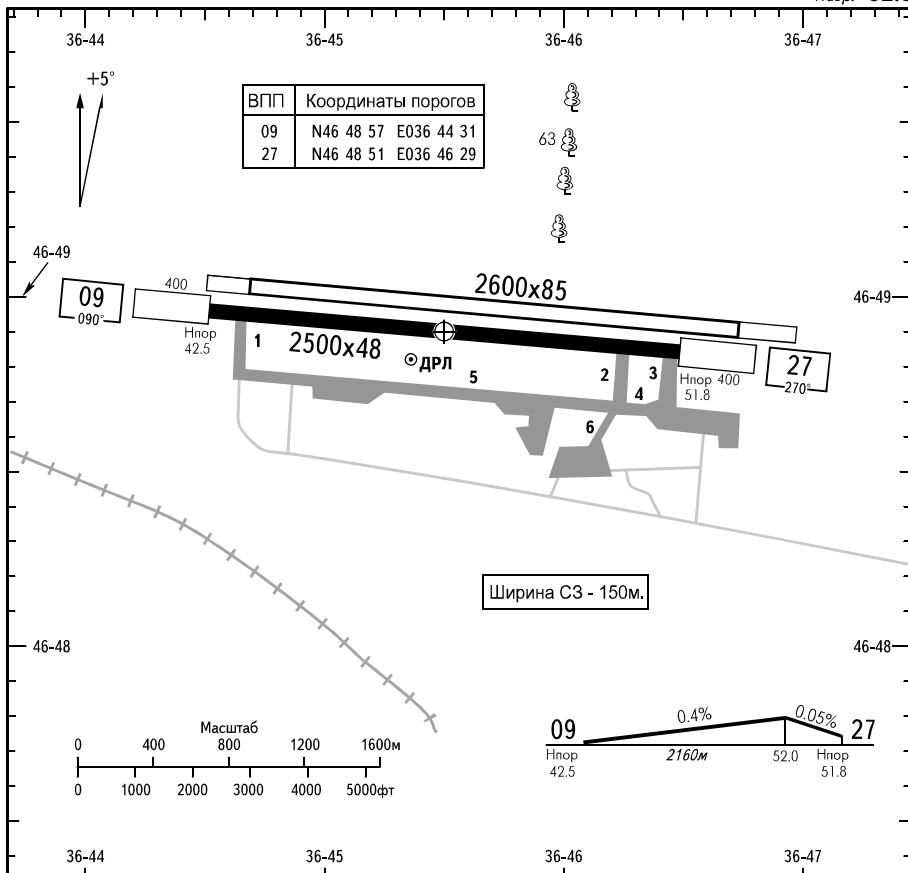 Наэр.
36-44 36-45 36-46 36-47
+5°
ВПП Координаты порогов
09 N46 48 57 E036 44 31
27 N46 48 51 E036 46 29
63
46-49
09
090°
400
2600x85
46-49
Нпор
42.5
1
2500x48
ДРЛ
5
2
3
4
Нпор 400
51.8
27
270°
6
Ширина СЗ - 150м.
46-48 46-48
Масштаб
0 400 800 1200 1600м
0 1000 2000 3000 4000 5000фт
09 0.4% 0.05% 27
Нпор 2160м 52.0 Нпор
42.5 51.8
36-44 36-45 36-46 36-47